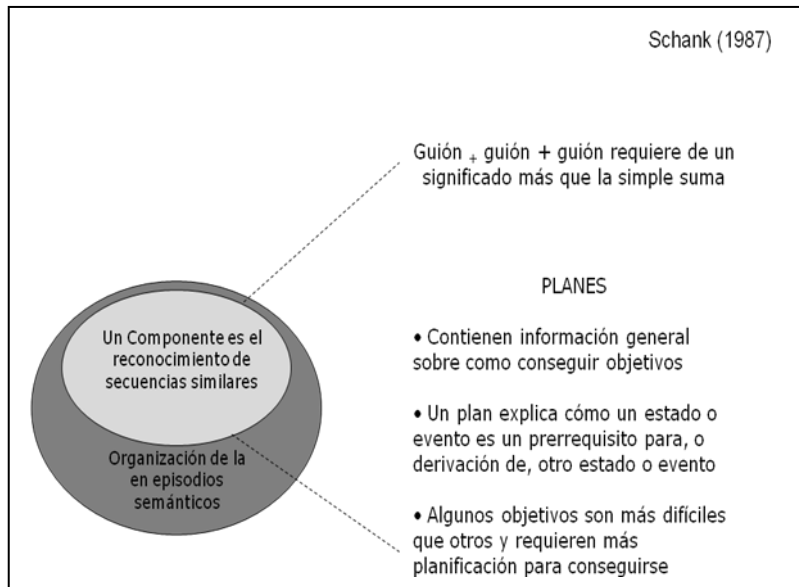 Schank (1987)
Guión + guión + guión requiere de un
significado más que la simple suma
PLANES
• Contienen información general
sobre como conseguir objetivos
• Un plan explica cómo un estado o
evento es un prerrequisito para, o
derivación de, otro estado o evento
• Algunos objetivos son más difíciles
que otros y requieren más
planificación para conseguirse
Un Componente es el
reconocimiento de
secuencias similares
Organización de la
en episodios
semánticos